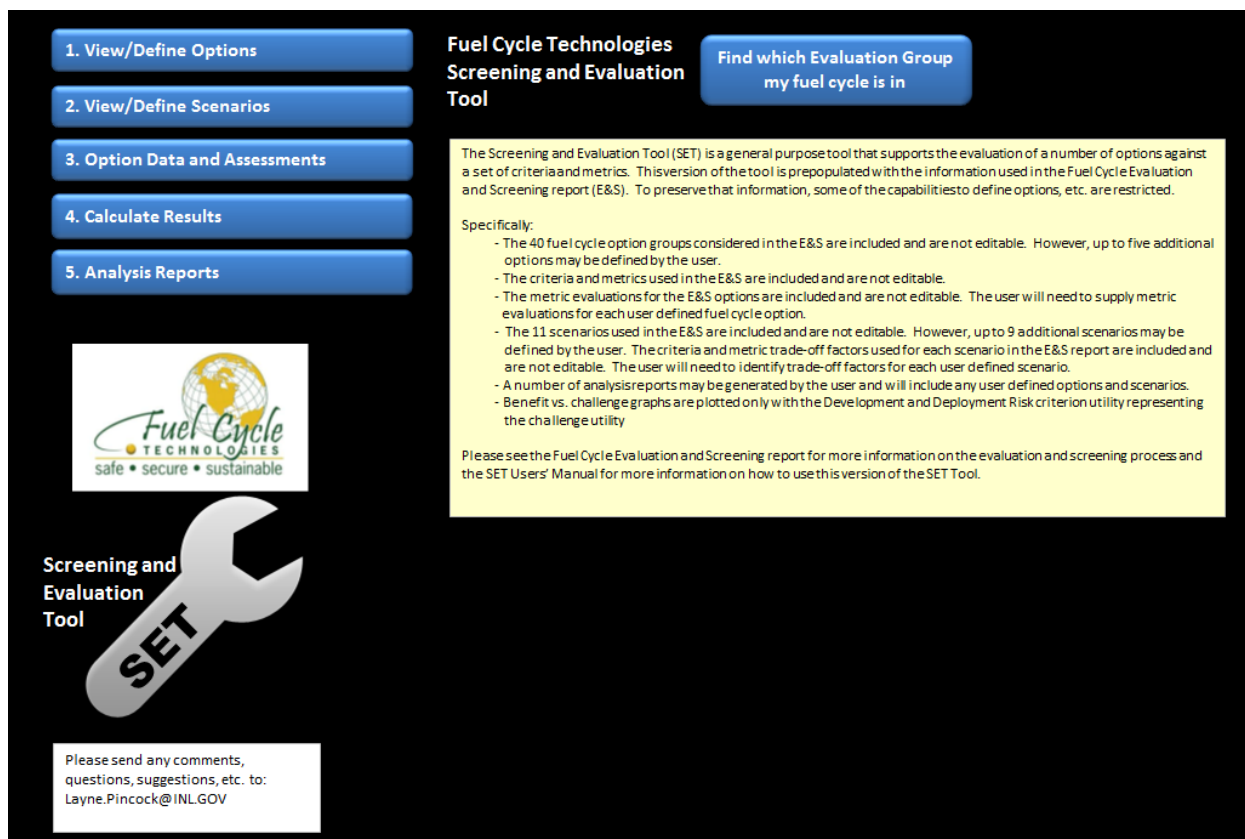 1. View/Define Options
2. View/Define Scenarios
3. Option Data and Assessments
4. Calculate Results
5. Analysis Reports
Fuel Cycle
TECHNOLOGIES
safe • secure • sustainable
Screening and
Evaluation
Tool
SET
Please send any comments,
questions, suggestions, etc. to:
Layne.Pincock@INL.GOV
Fuel Cycle Technologies
Screening and Evaluation
Tool
Find which Evaluation Group
my fuel cycle is in
The Screening and Evaluation Tool (SET) is a general purpose tool that supports the evaluation of a number of options against
a set of criteria and metrics. This version of the tool is prepopulated with the information used in the Fuel Cycle Evaluation
and Screening report (E&S). To preserve that information, some of the capabilities to define options, etc. are restricted.
Specifically:
- The 40 fuel cycle option groups considered in the E&S are included and are not editable. However, up to five additional
options may be defined by the user.
- The criteria and metrics used in the E&S are included and are not editable.
- The metric evaluations for the E&S options are included and are not editable. The user will need to supply metric
evaluations for each user defined fuel cycle option.
- The 11 scenarios used in the E&S are included and are not editable. However, up to 9 additional scenarios may be
defined by the user. The criteria and metric trade-off factors used for each scenario in the E&S report are included and
are not editable. The user will need to identify trade-off factors for each user defined scenario.
- A number of analysis reports may be generated by the user and will include any user defined options and scenarios.
- Benefit vs. challenge graphs are plotted only with the Development and Deployment Risk criterion utility representing
the challenge utility
Please see the Fuel Cycle Evaluation and Screening report for more information on the evaluation and screening process and
the SET Users' Manual for more information on how to use this version of the SET Tool.